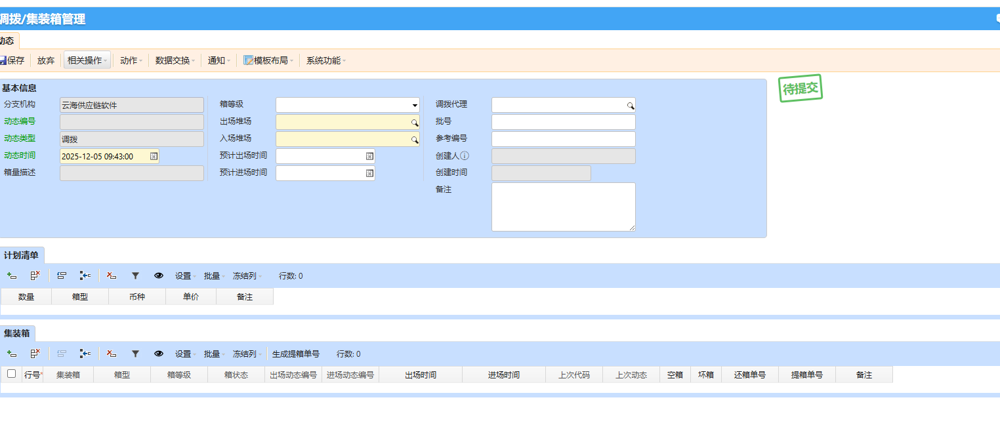 调拨/集装箱管理
动态
保存 放弃 相关操作 动作 数据交换 通知 模板布局 系统功能
基本信息
待提交
分支机构 云海供应链软件 箱等级 调拨代理
动态编号 出场堆场 批号
动态类型 调拨 入场堆场 参考编号
动态时间 2025-12-05 09:43:00 预计出场时间 创建人
箱量描述 预计进场时间 创建时间
备注
计划清单
设置 批量 冻结列 行数: 0
数量 箱型 币种 单价 备注
集装箱
设置 批量 冻结列 生成提箱单号 行数: 0
行号* 集装箱 箱型 箱等级 箱状态 出场动态编号 进场动态编号 出场时间 进场时间 上次代码 上次动态 空箱 坏箱 还箱单号 提箱单号 备注